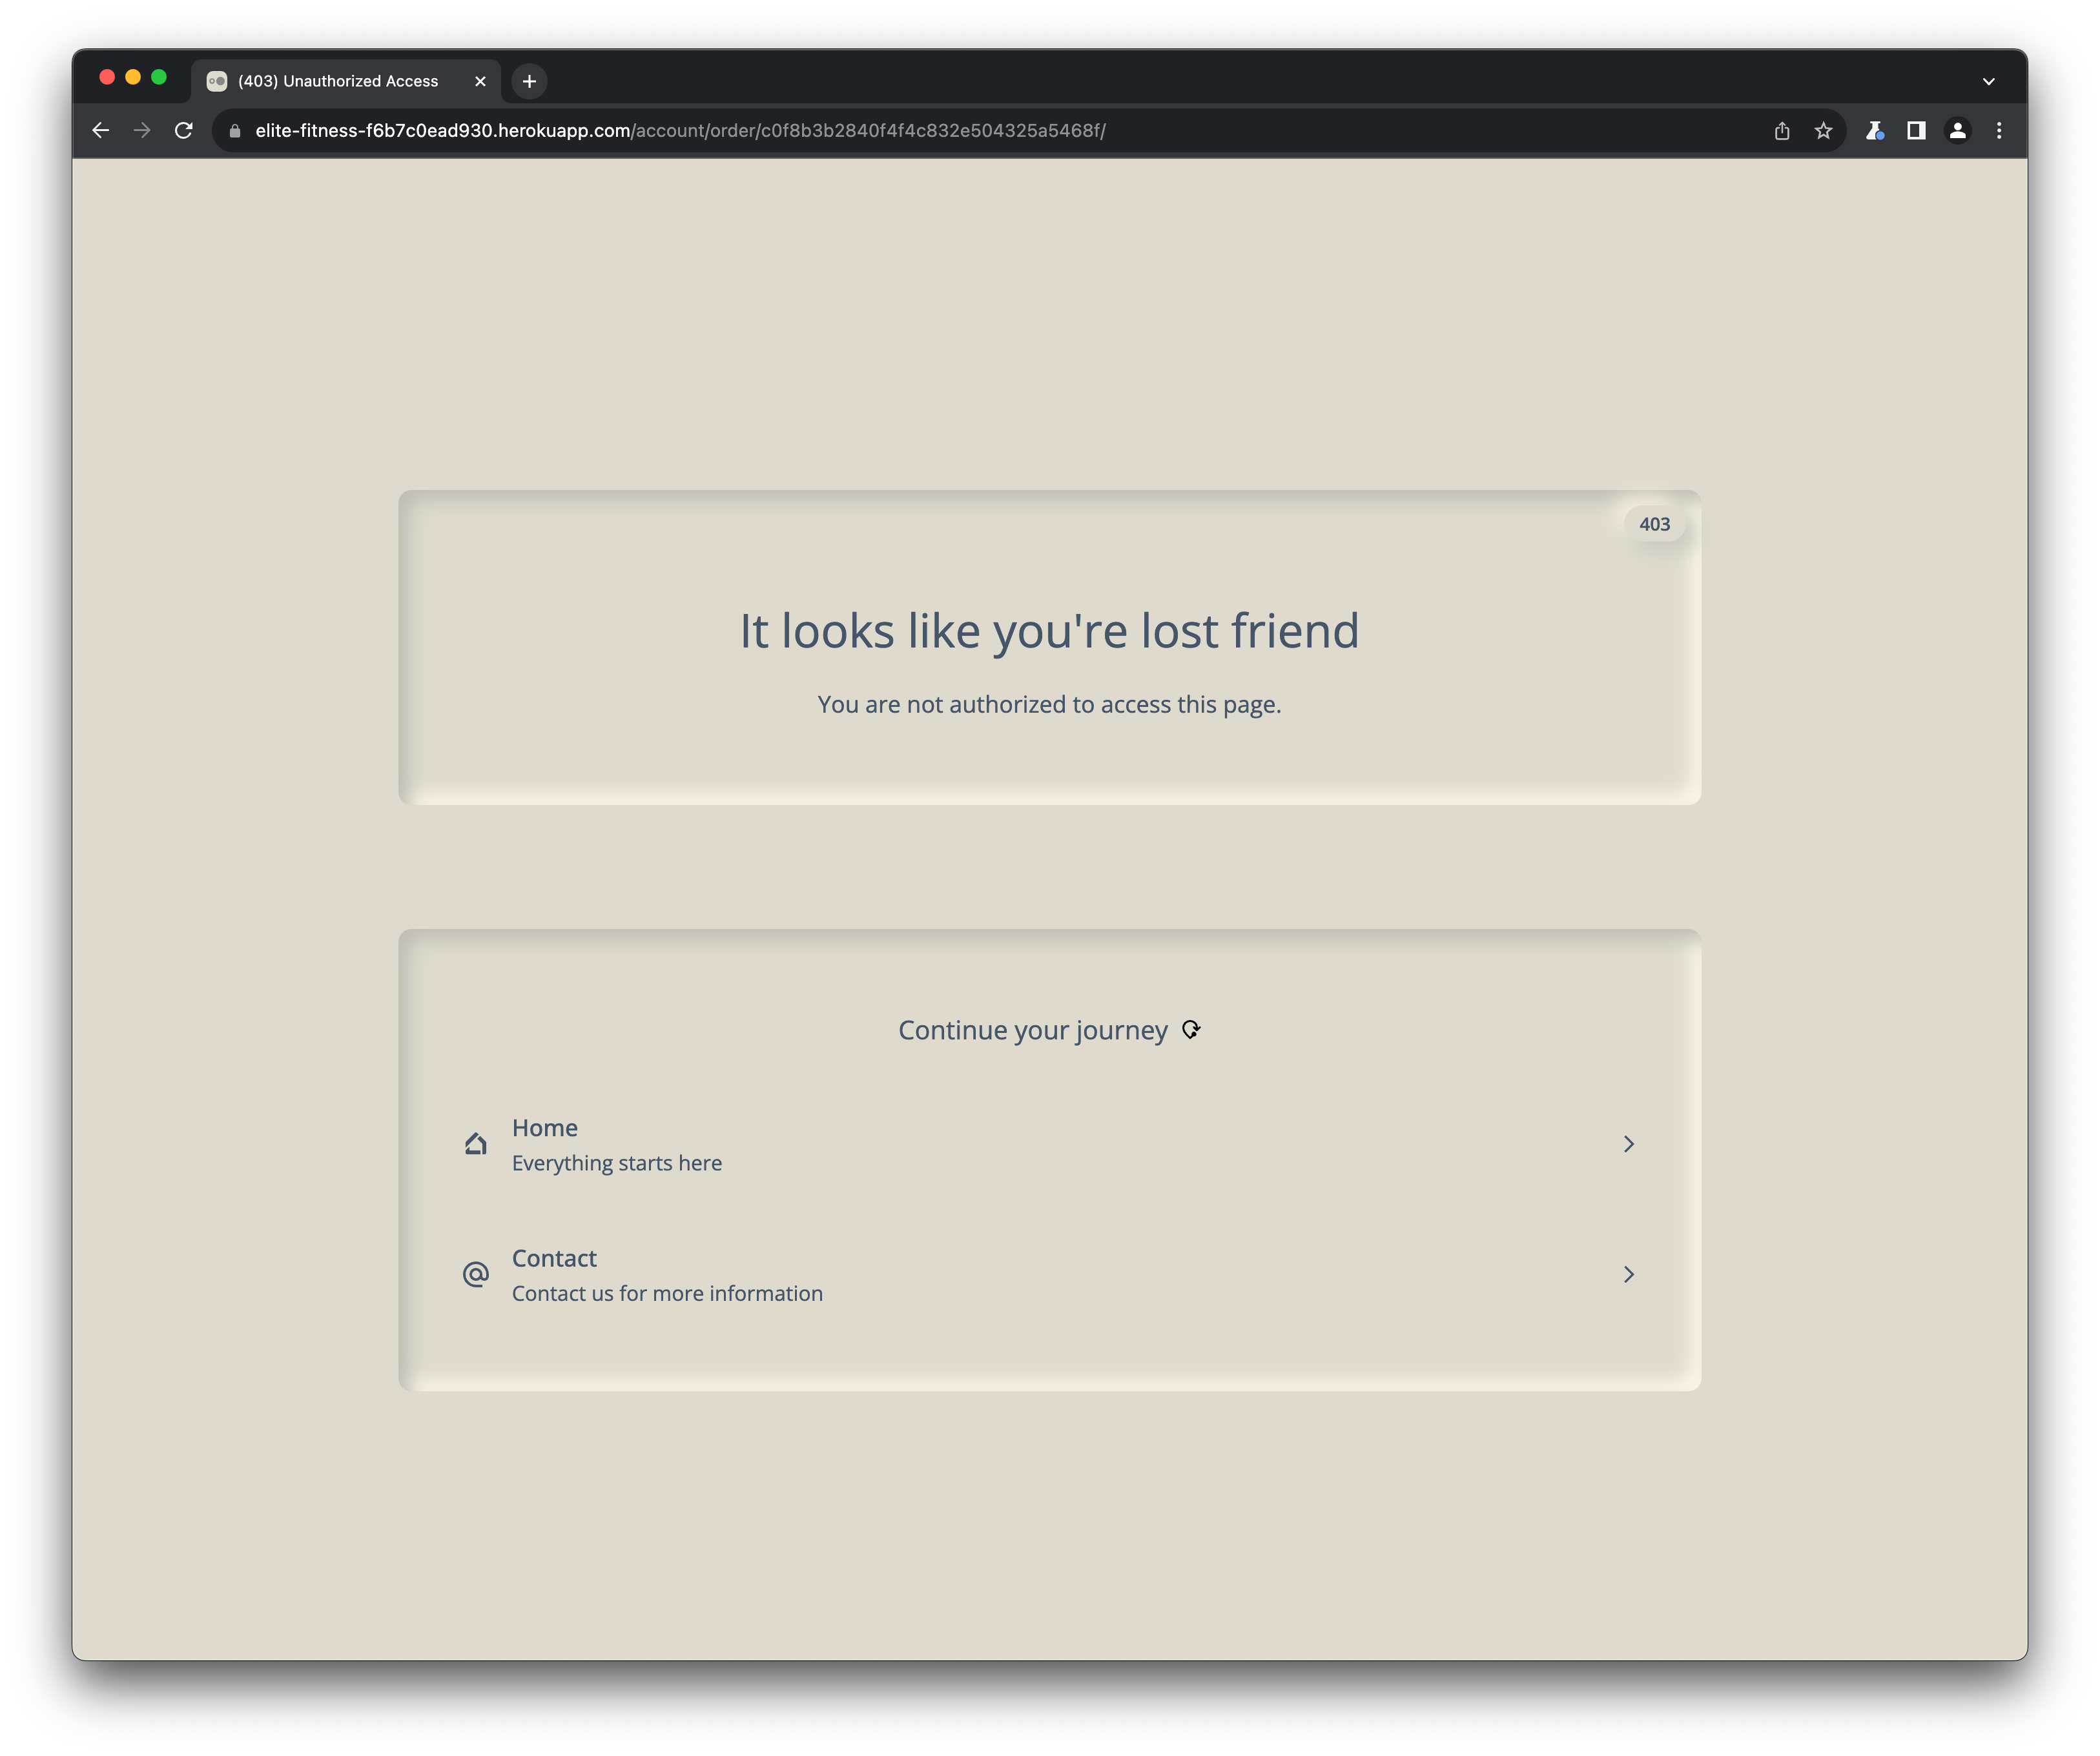 (403) Unauthorized Access
elite-fitness-f6b7c0ead930.herokuapp.com/account/order/c0f8b3b2840f4f4c832e504325a5468f/
403
It looks like you're lost friend
You are not authorized to access this page.
Continue your journey
Home
Everything starts here
Contact
Contact us for more information